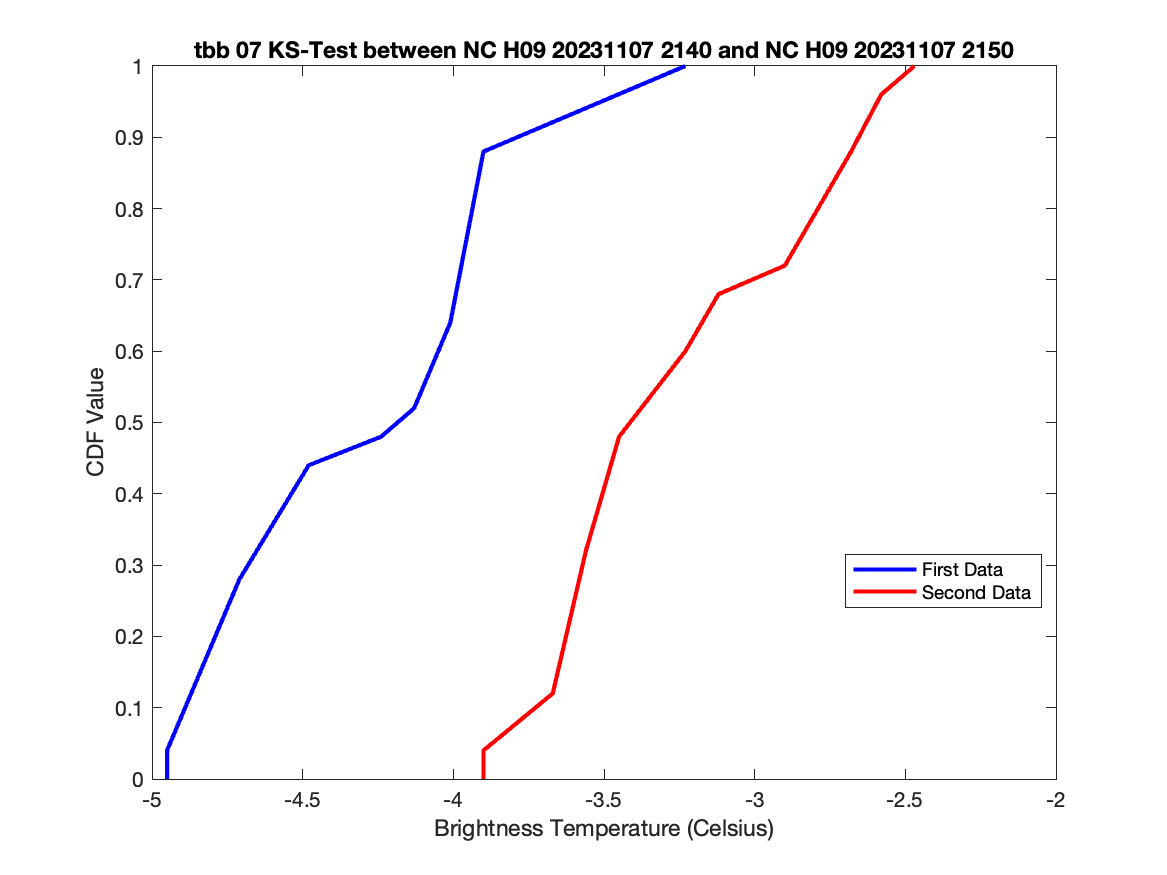 tbb 07 KS-Test between NC H09 20231107 2140 and NC H09 20231107 2150
1
0.9
0.8
0.7
0.6
0.5
0.4
0.3
0.2
0.1
0
CDF Value
First Data
Second Data
-5 -4.5 -4 -3.5 -3 -2.5 -2
Brightness Temperature (Celsius)